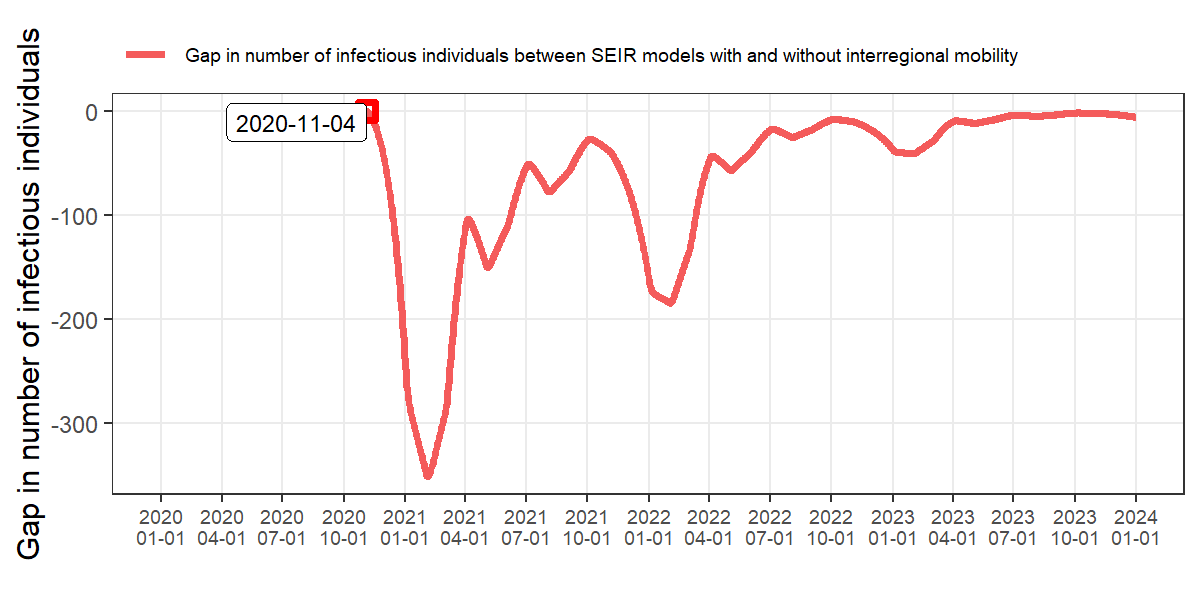 Gap in number of infectious individuals between SEIR models with and without interregional mobility
Gap in number of infectious individuals
0
-100
-200
-300
2020-11-04
2020 2020 2020 2020 2021 2021 2021 2021 2022 2022 2022 2022 2023 2023 2023 2023 2024
01-01 04-01 07-01 10-01 01-01 04-01 07-01 10-01 01-01 04-01 07-01 10-01 01-01 04-01 07-01 10-01 01-01